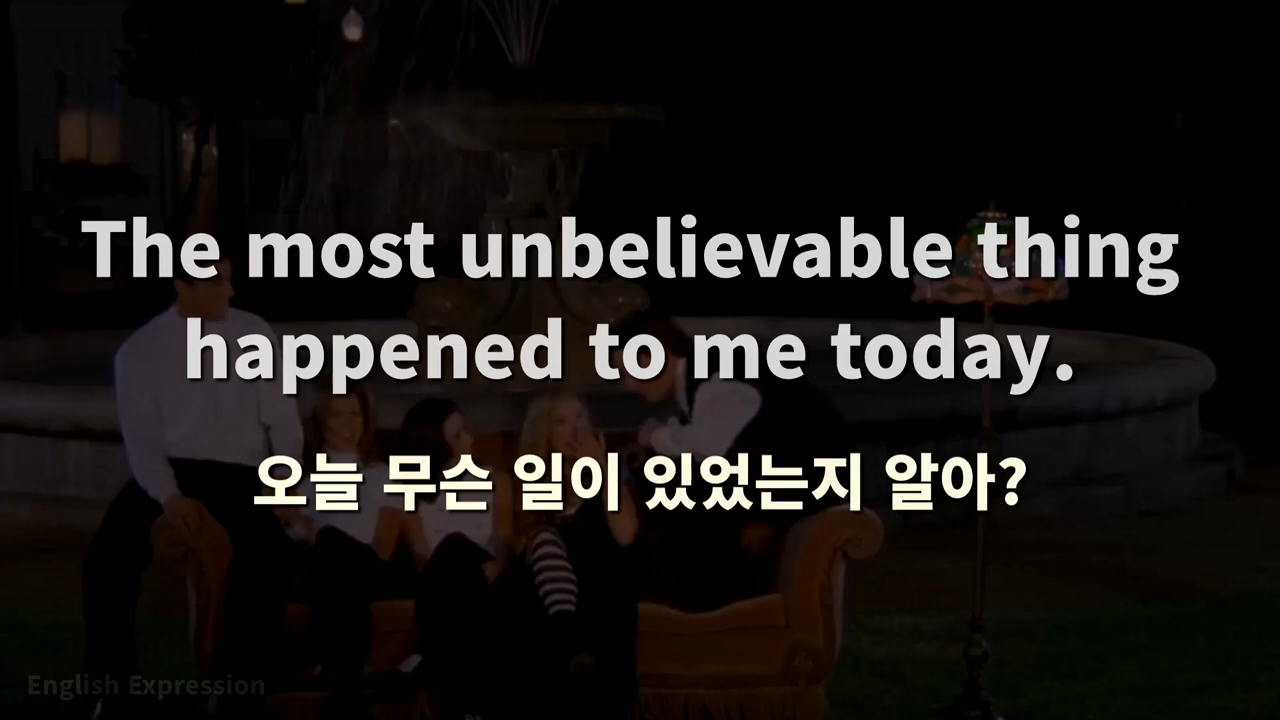 The most unbelievable thing
happened to me today.
오늘 무슨 일이 있었는지 알아?
English Expression